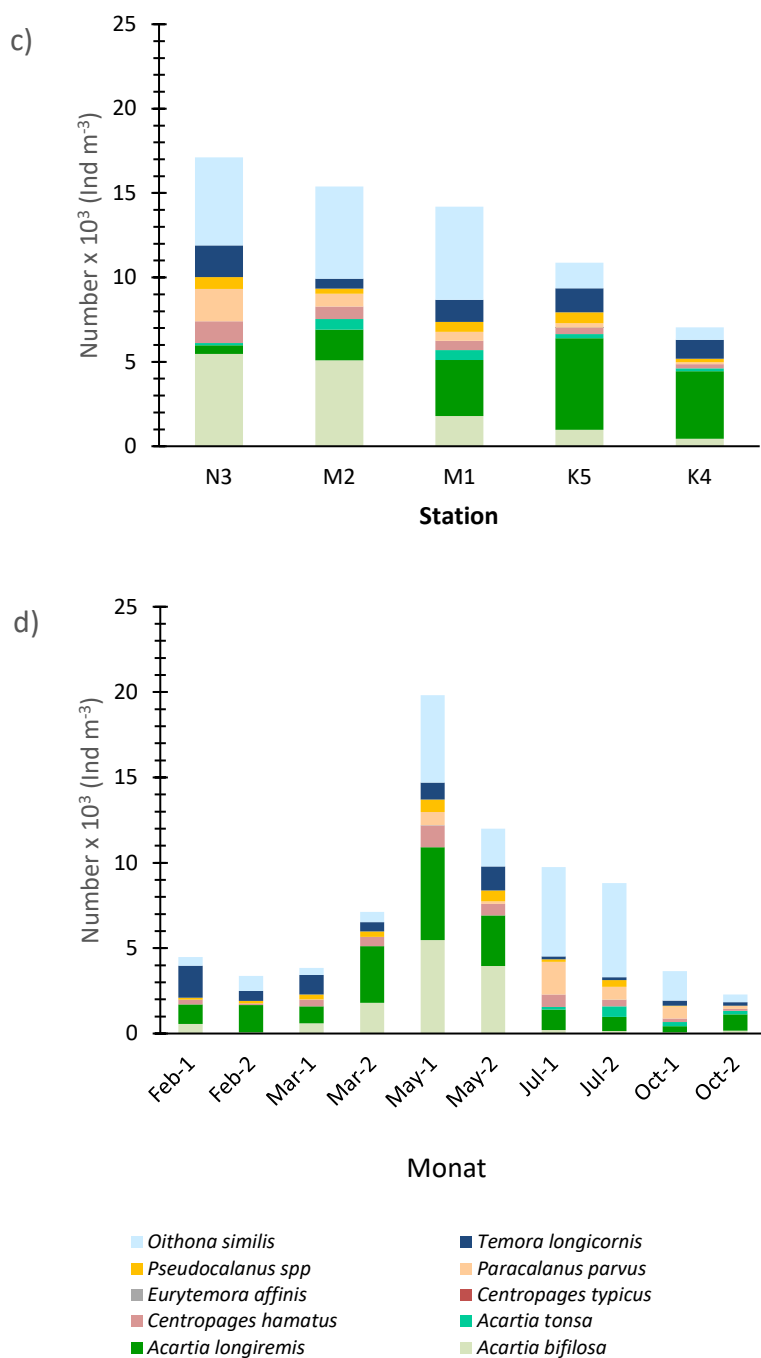 c)
Number x 10³ (Ind m⁻³)
25
20
15
10
5
0
N3 M2 M1 K5 K4
Station
d)
Number x 10³ (Ind m⁻³)
25
20
15
10
5
0
Feb-1 Feb-2 Mar-1 Mar-2 May-1 May-2 Jul-1 Jul-2 Oct-1 Oct-2
Monat
Oithona similis Temora longicornis
Pseudocalanus spp Paracalanus parvus
Eurytemora affinis Centropages typicus
Centropages hamatus Acartia tonsa
Acartia longiremis Acartia bifilosa